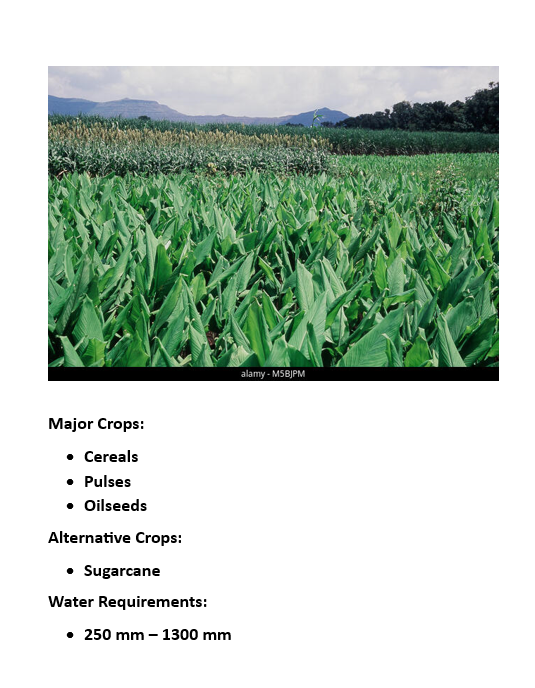 alamy - M5BJPM
Major Crops:
• Cereals
• Pulses
• Oilseeds
Alternative Crops:
• Sugarcane
Water Requirements:
• 250 mm – 1300 mm